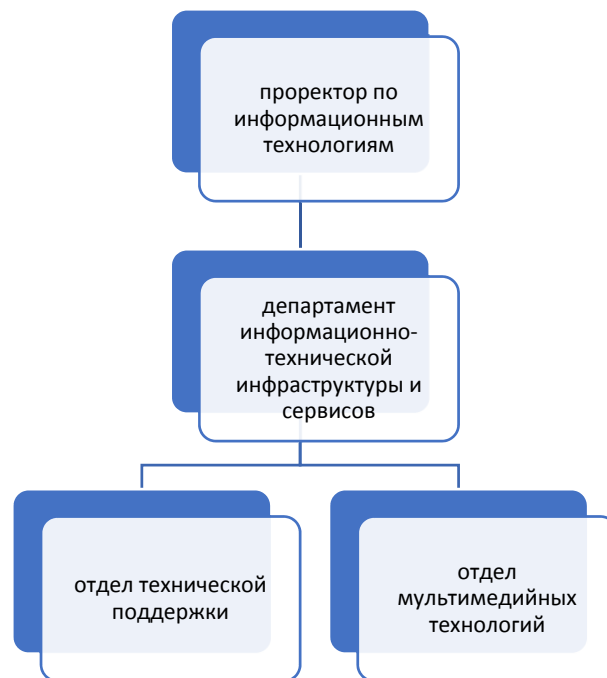 проректор по
информационным
технологиям
департамент
информационно-
технической
инфраструктуры и
сервисов
отдел технической
поддержки
отдел
мультимедийных
технологий